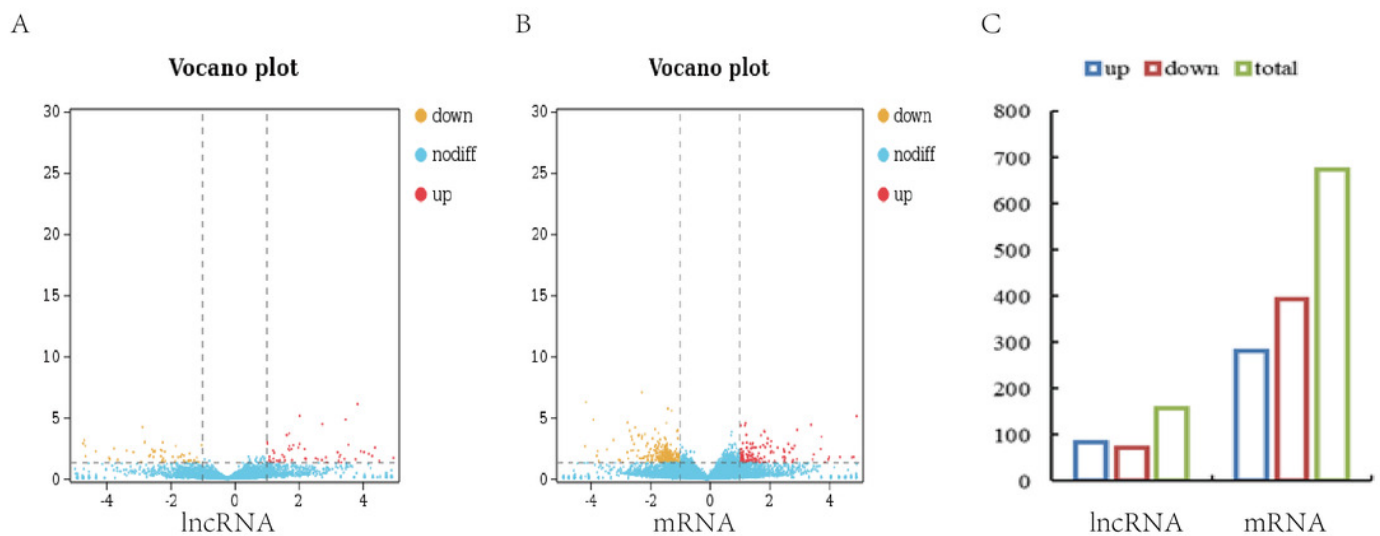 A
Vocano plot
30
25
20
15
10
5
0
-4 -2 0 2 4
lncRNA
down
nodiff
up
B
Vocano plot
30
25
20
15
10
5
0
-4 -2 0 2 4
mRNA
down
nodiff
up
C
up down total
800
700
600
500
400
300
200
100
0
lncRNA mRNA